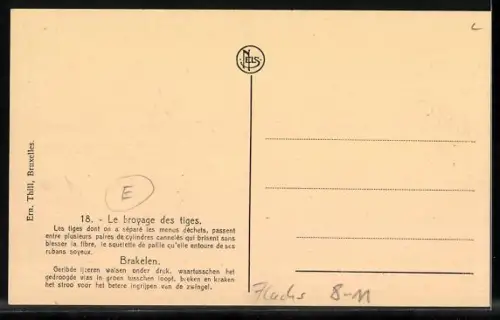 NELS
Ern. Thill, Bruxelles.
E
18. - Le broyage des tiges.
Les tiges dont on a séparé les menus déchets, passent
entre plusieurs paires de cylindres cannelés qui brisent sans
blesser la fibre, le squelette de paille qu'elle entoure de ses
rubans soyeux.
Brakelen.
Geribde ijzeren walsen onder druk, waartusschen het
gedroogde vlas in groen tusschen loopt, breken en kraken
het stroo voor het betere ingrijpen van de zwingel.
Flachs 8-M